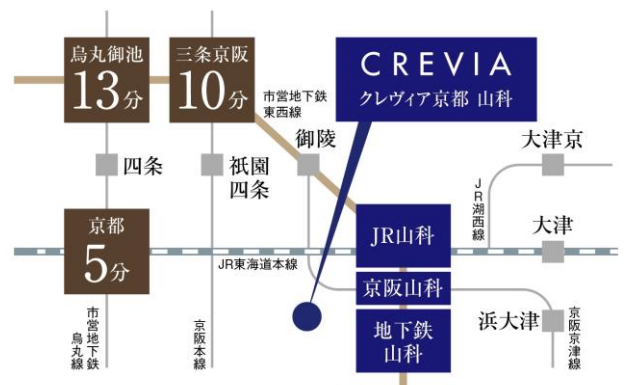 烏丸御池
13分
三条京阪
10分
市営地下鉄
東西線
CREVIA
クレヴィア京都 山科
四条
祇園
四条
御陵
大津京
JR湖西線
京都
5分
JR東海道本線
JR山科
大津
京阪山科
地下鉄
山科
浜大津
市営地下鉄
烏丸線
京阪本線
京阪京津線